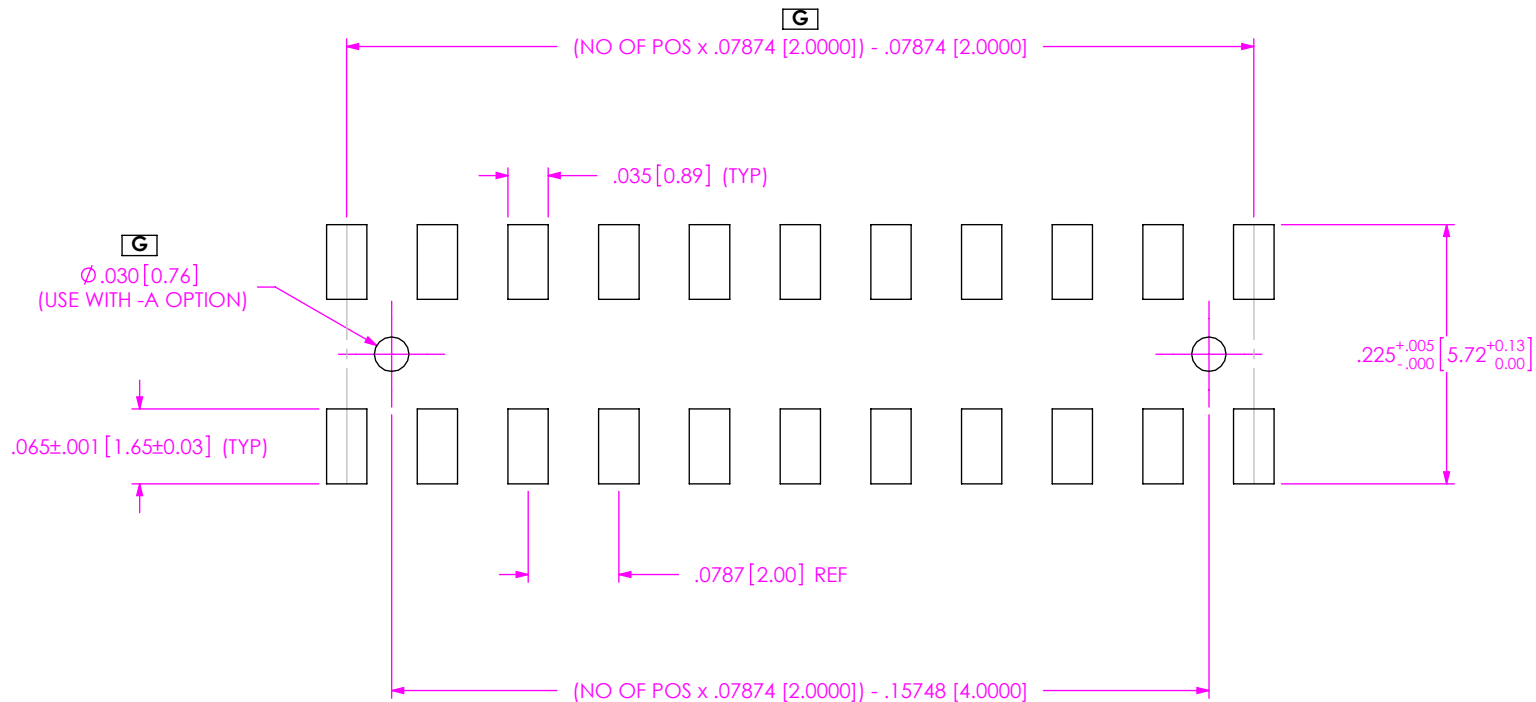 G
(NO OF POS x .07874 [2.0000]) - .07874 [2.0000]
.035 [0.89] (TYP)
G
Ø.030 [0.76]
(USE WITH -A OPTION)
.225 +.005 -.000 [5.72 +0.13 0.00]
.065±.001 [1.65±0.03] (TYP)
.0787 [2.00] REF
(NO OF POS x .07874 [2.0000]) - .15748 [4.0000]